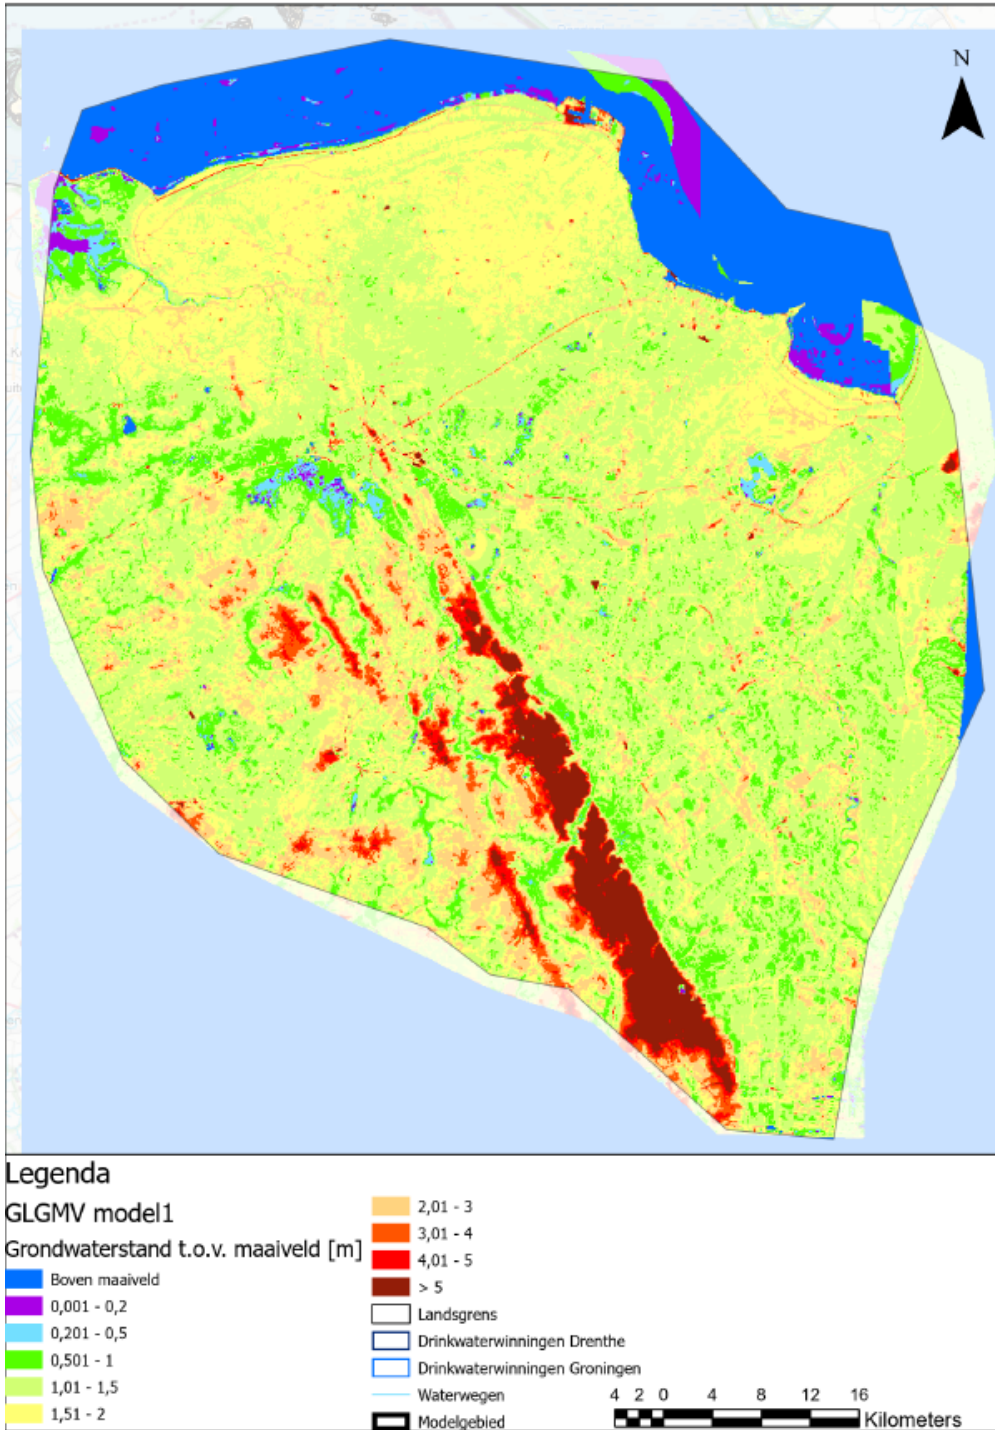 N
Legenda
GLGMV model1
Grondwaterstand t.o.v. maaiveld [m]
Boven maaiveld
0,001 - 0,2
0,201 - 0,5
0,501 - 1
1,01 - 1,5
1,51 - 2
2,01 - 3
3,01 - 4
4,01 - 5
> 5
Landsgrens
Drinkwaterwinningen Drenthe
Drinkwaterwinningen Groningen
Waterwegen
Modelgebied
4 2 0 4 8 12 16
Kilometers